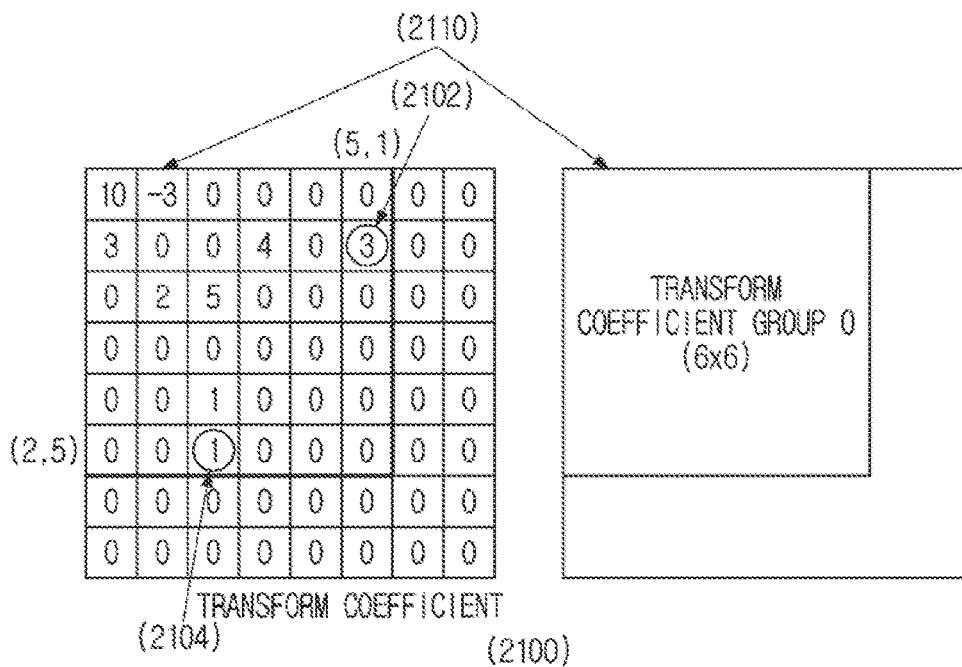 (2110)
(2102)
(5,1)
10 -3 0 0 0 0 0 0
3 0 0 4 0 3 0 0
0 2 5 0 0 0 0 0
0 0 0 0 0 0 0 0
0 0 1 0 0 0 0 0
(2,5) 0 0 1 0 0 0 0 0
0 0 0 0 0 0 0 0
0 0 0 0 0 0 0 0
TRANSFORM
COEFFICIENT GROUP 0
(6x6)
TRANSFORM COEFFICIENT
(2104)
(2100)